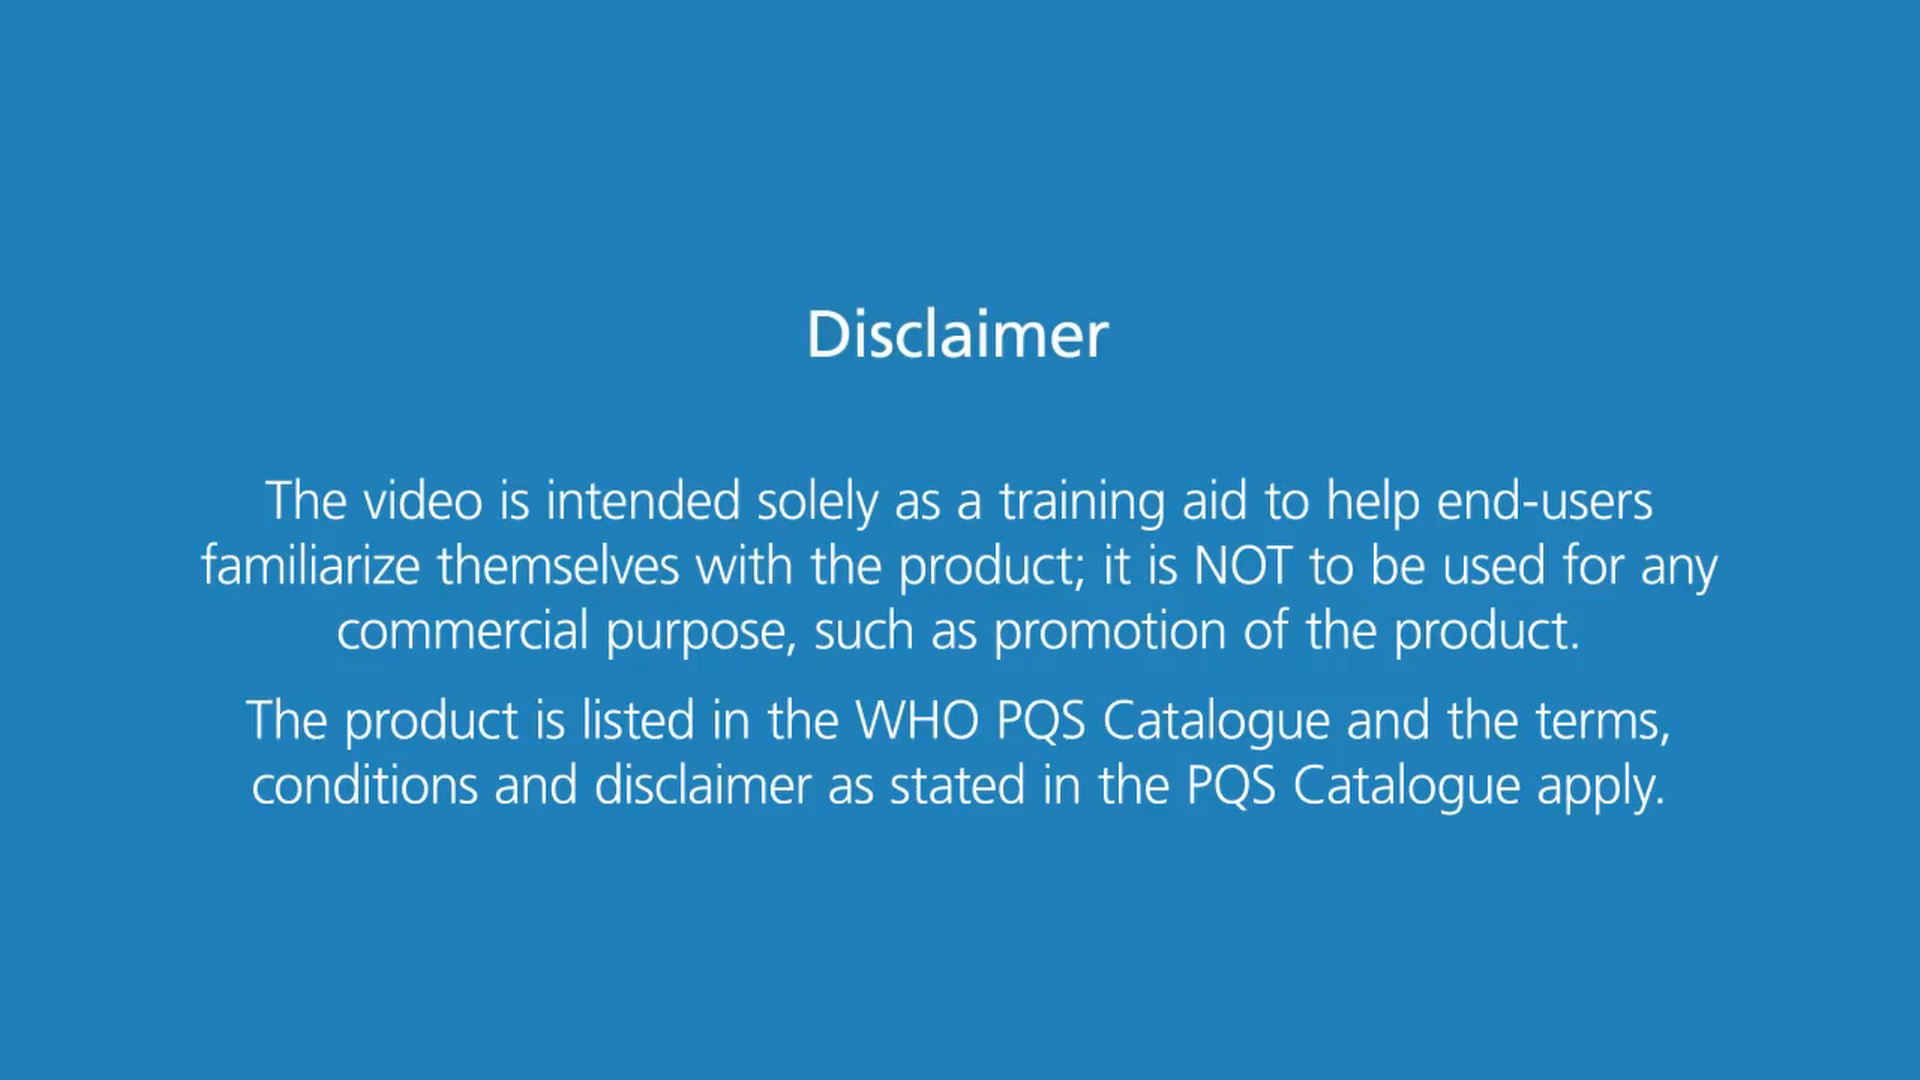 Disclaimer
The video is intended solely as a training aid to help end-users
familiarize themselves with the product; it is NOT to be used for any
commercial purpose, such as promotion of the product.
The product is listed in the WHO PQS Catalogue and the terms,
conditions and disclaimer as stated in the PQS Catalogue apply.